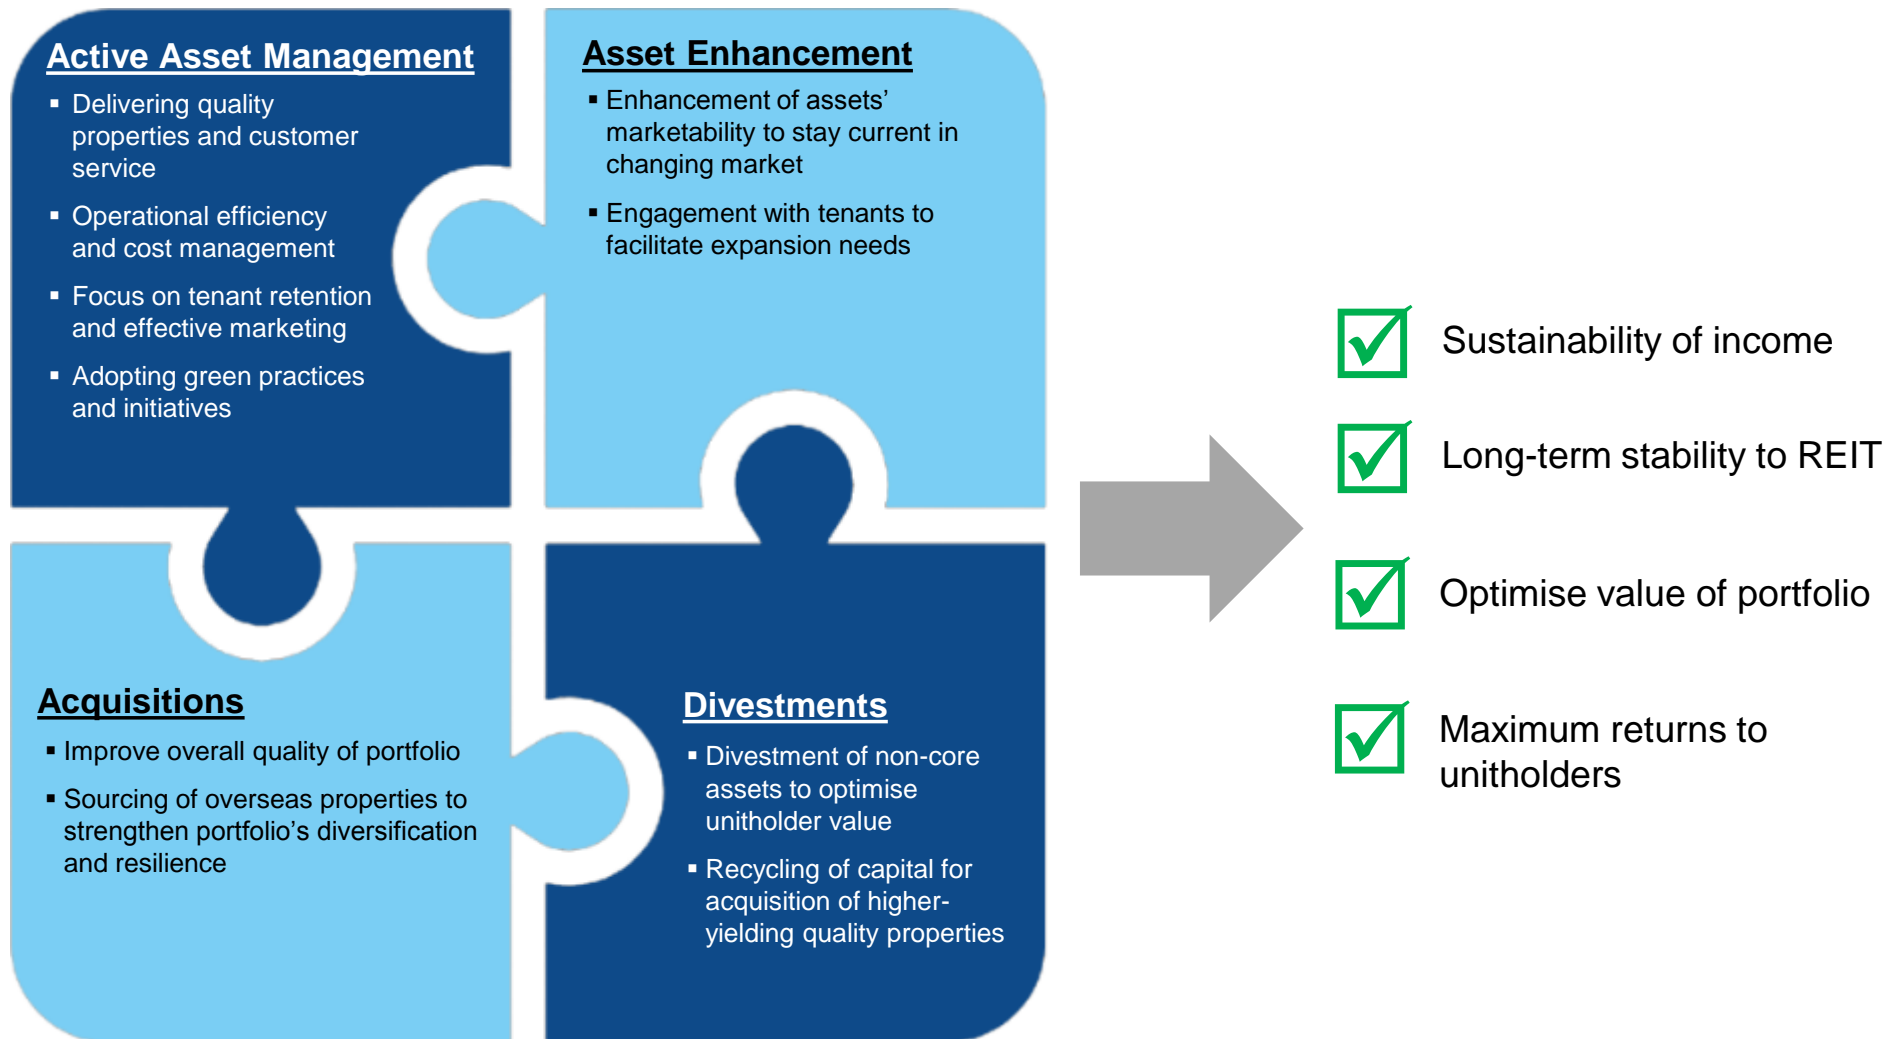 Active Asset Management
▪ Delivering quality
properties and customer
service
▪ Operational efficiency
and cost management
▪ Focus on tenant retention
and effective marketing
▪ Adopting green practices
and initiatives
Asset Enhancement
▪ Enhancement of assets’
marketability to stay current in
changing market
▪ Engagement with tenants to
facilitate expansion needs
Acquisitions
▪ Improve overall quality of portfolio
▪ Sourcing of overseas properties to
strengthen portfolio’s diversification
and resilience
Divestments
▪ Divestment of non-core
assets to optimise
unitholder value
▪ Recycling of capital for
acquisition of higher-
yielding quality properties
Sustainability of income
Long-term stability to REIT
Optimise value of portfolio
Maximum returns to
unitholders